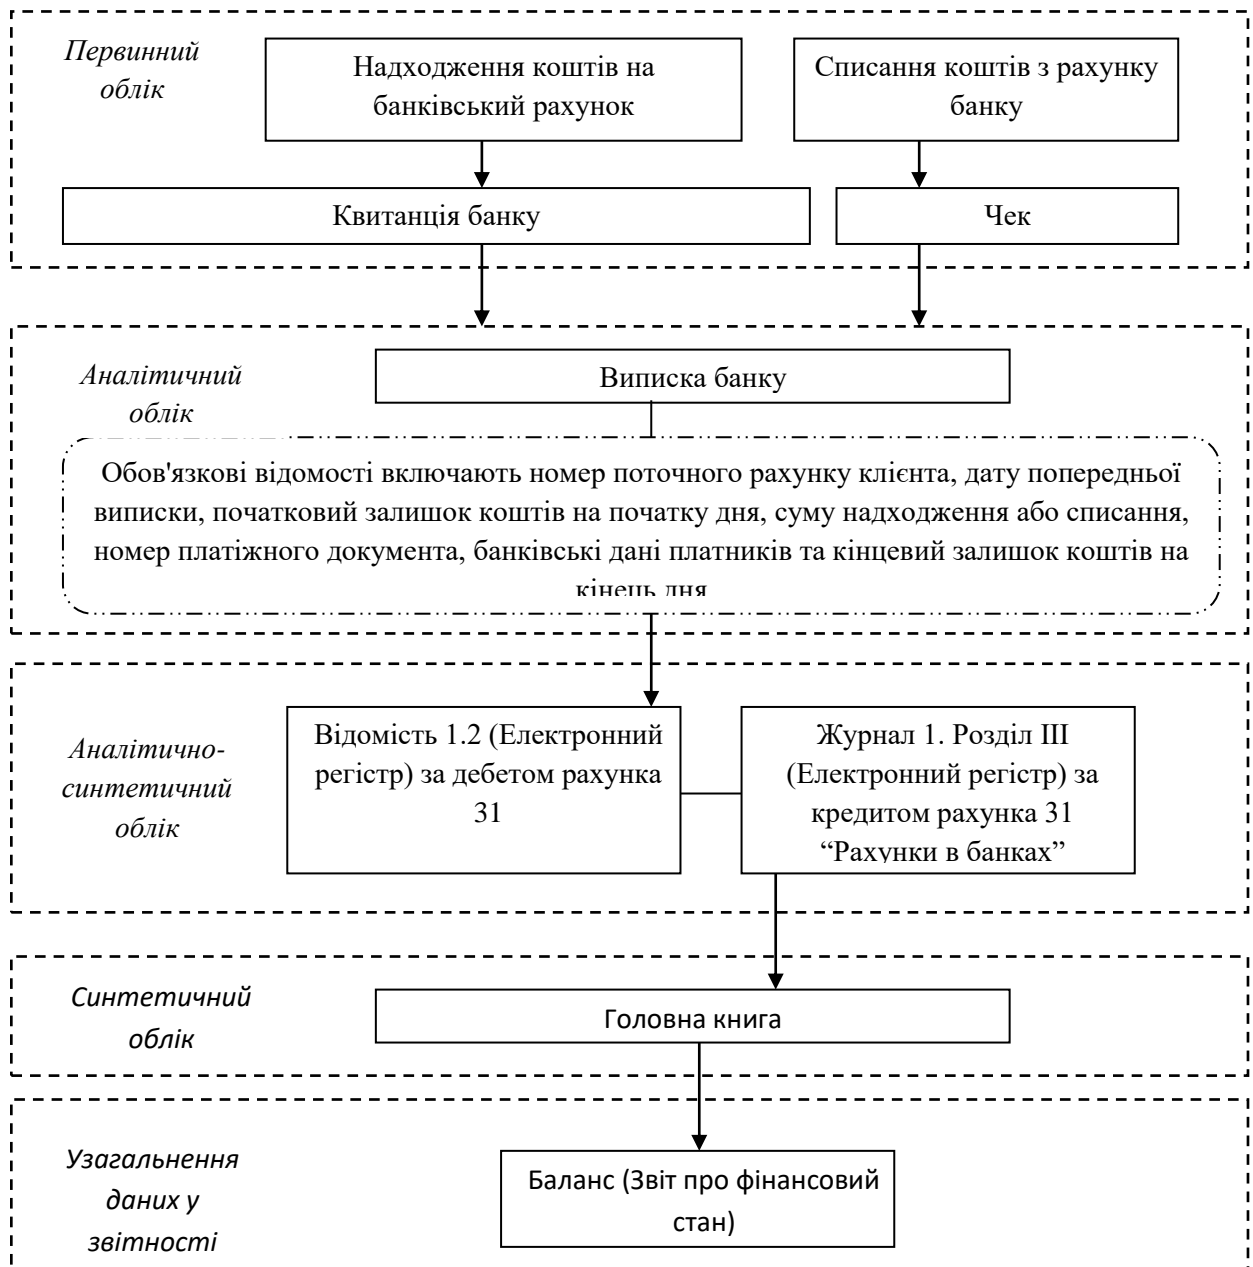 Первинний
облік
Надходження коштів на
банківський рахунок
Списання коштів з рахунку
банку
Квитанція банку
Чек
Аналітичний
облік
Виписка банку
Обов'язкові відомості включають номер поточного рахунку клієнта, дату попередньої
виписки, початковий залишок коштів на початку дня, суму надходження або списання,
номер платіжного документа, банківські дані платників та кінцевий залишок коштів на
кінець дня
Аналітично-
синтетичний
облік
Відомість 1.2 (Електронний
регістр) за дебетом рахунка
31
Журнал 1. Розділ ІІІ
(Електронний регістр) за
кредитом рахунка 31
“Рахунки в банках”
Синтетичний
облік
Головна книга
Узагальнення
даних у
звітності
Баланс (Звіт про фінансовий
стан)